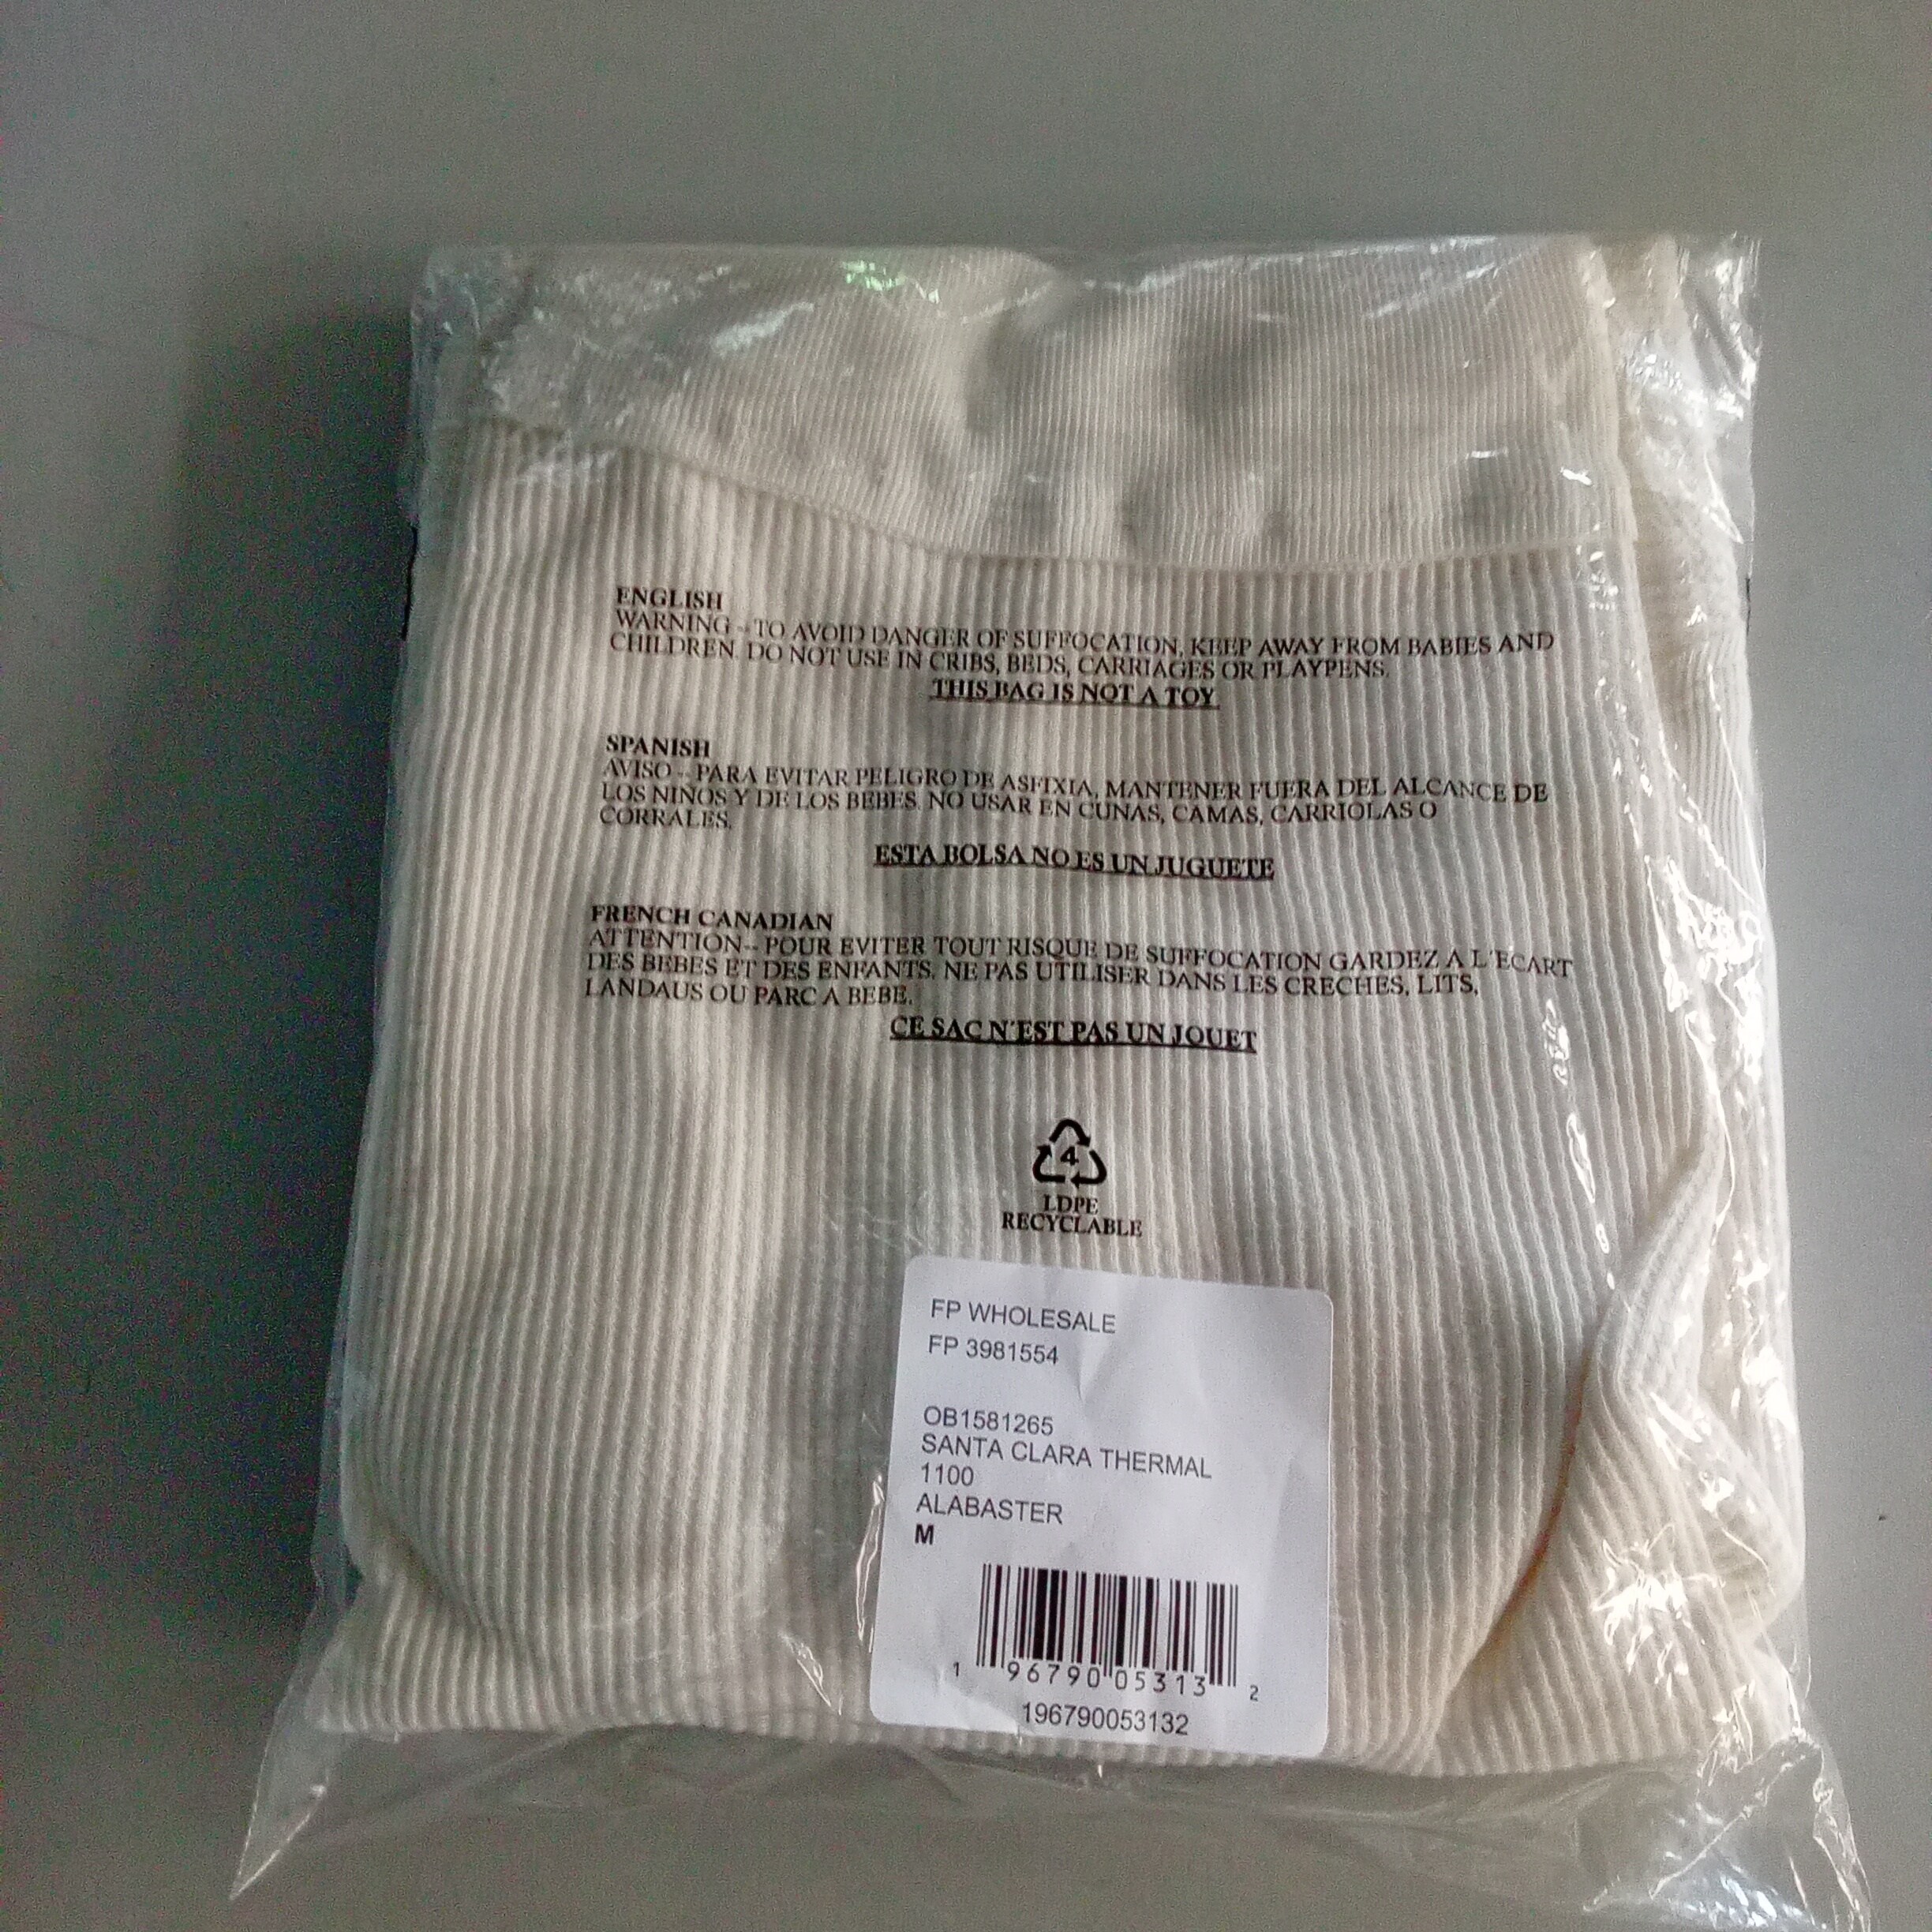 ENGLISH
WARNING -- TO AVOID DANGER OF SUFFOCATION, KEEP AWAY FROM BABIES AND
CHILDREN. DO NOT USE IN CRIBS, BEDS, CARRIAGES OR PLAYPENS.
THIS BAG IS NOT A TOY.
SPANISH
AVISO -- PARA EVITAR PELIGRO DE ASFIXIA, MANTENER FUERA DEL ALCANCE DE
LOS NINOS Y DE LOS BEBES. NO USAR EN CUNAS, CAMAS, CARRIOLAS O
CORRALES.
ESTA BOLSA NO ES UN JUGUETE
FRENCH CANADIAN
ATTENTION-- POUR EVITER TOUT RISQUE DE SUFFOCATION GARDEZ A L'ECART
DES BEBES ET DES ENFANTS. NE PAS UTILISER DANS LES CRECHES, LITS,
LANDAUS OU PARC A BEBE.
CE SAC N'EST PAS UN JOUET
4
LDPE
RECYCLABLE
FP WHOLESALE
FP 3981554
OB1581265
SANTA CLARA THERMAL
1100
ALABASTER
M
1 96790 05313 2
196790053132